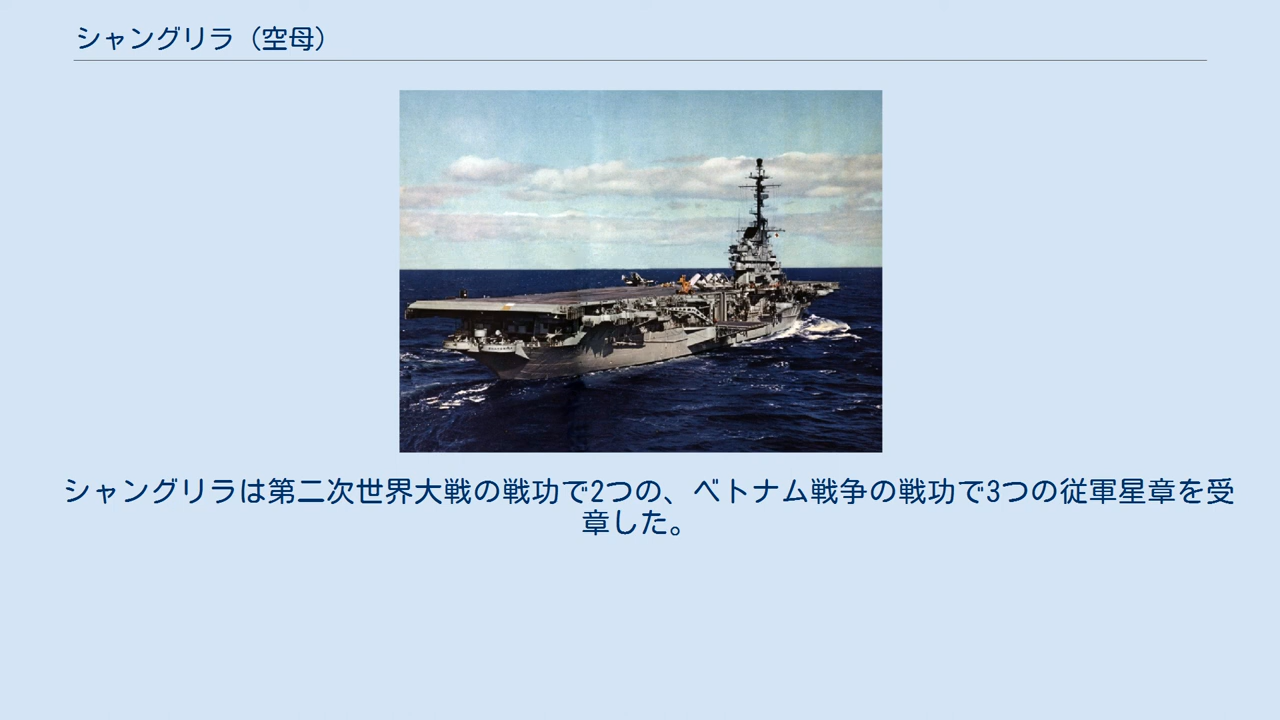 シャングリラ（空母）
シャングリラは第二次世界大戦の戦功で2つの、ベトナム戦争の戦功で3つの従軍星章を受
章した。